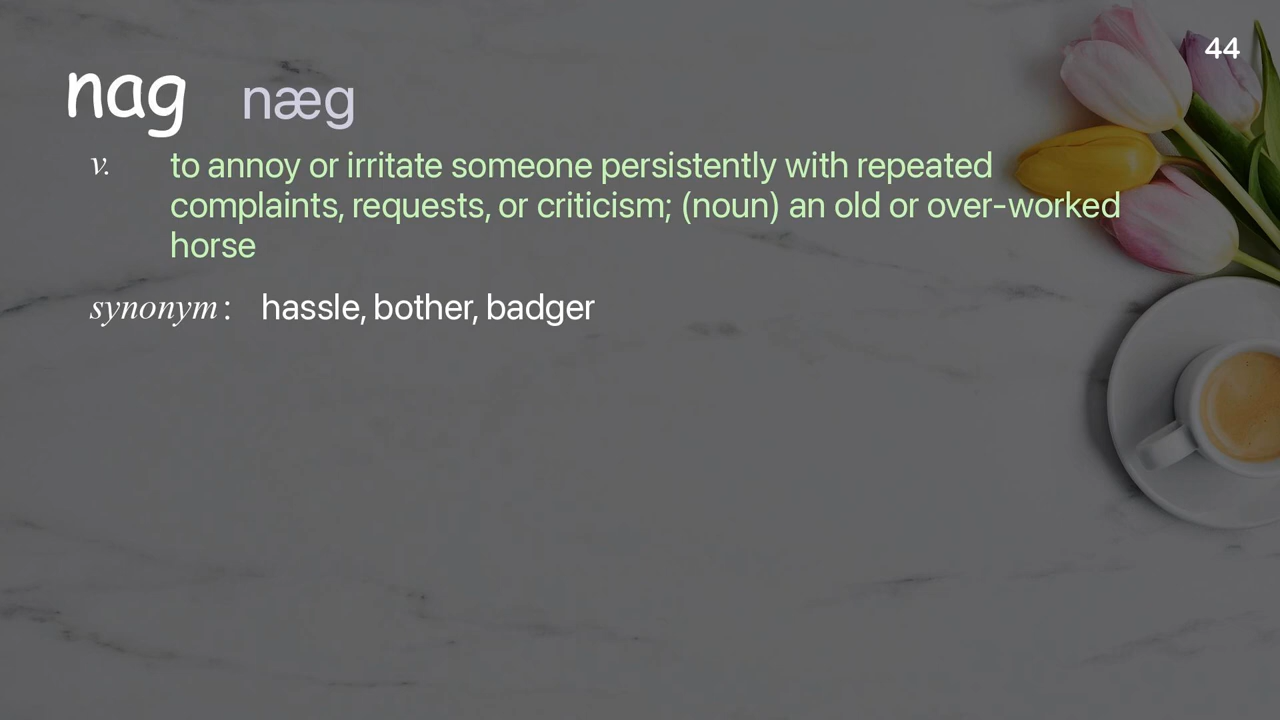 44
nag næg
v. to annoy or irritate someone persistently with repeated
complaints, requests, or criticism; (noun) an old or over-worked
horse
synonym: hassle, bother, badger